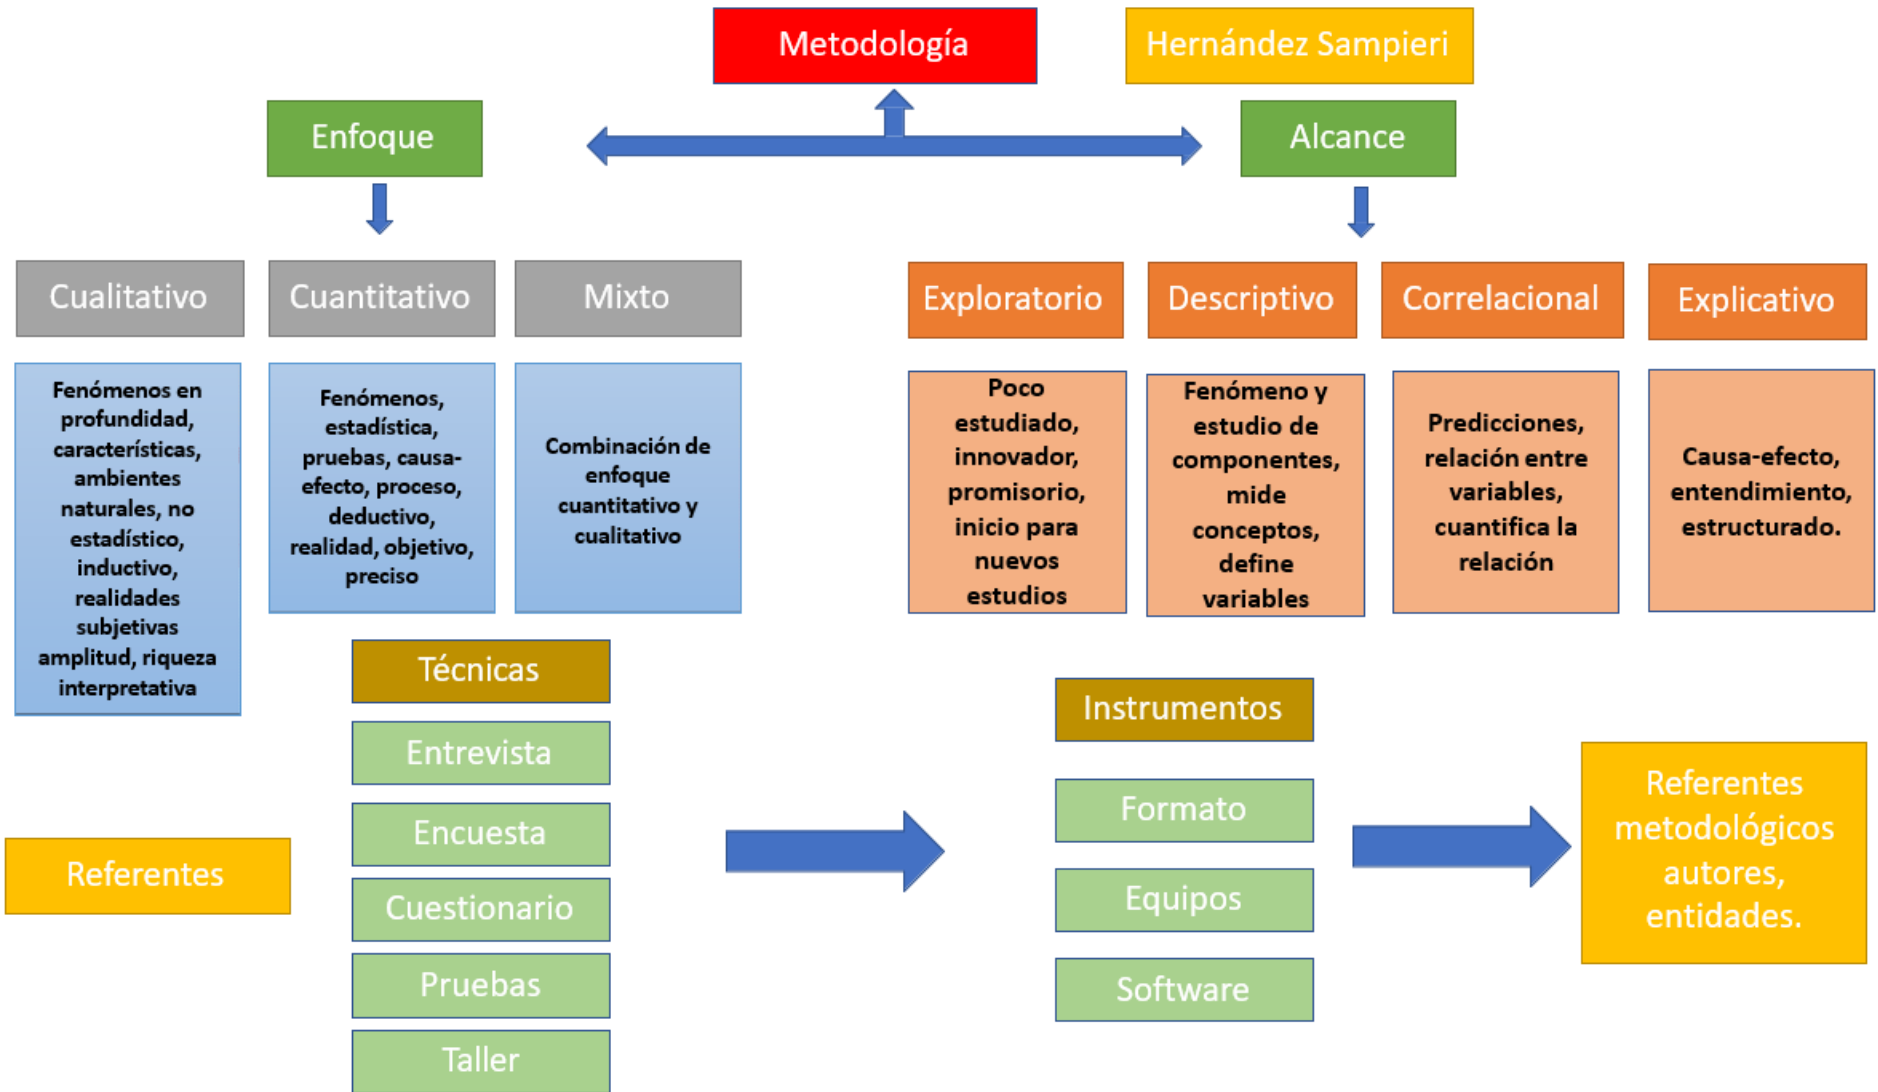 Metodología
Hernández Sampieri
Enfoque
Alcance
Cualitativo
Cuantitativo
Mixto
Exploratorio
Descriptivo
Correlacional
Explicativo
Fenómenos en
profundidad,
características,
ambientes
naturales, no
estadístico,
inductivo,
realidades
subjetivas
amplitud, riqueza
interpretativa
Fenómenos,
estadística,
pruebas, causa-
efecto, proceso,
deductivo,
realidad, objetivo,
preciso
Combinación de
enfoque
cuantitativo y
cualitativo
Poco
estudiado,
innovador,
promisorio,
inicio para
nuevos
estudios
Fenómeno y
estudio de
componentes,
mide
conceptos,
define
variables
Predicciones,
relación entre
variables,
cuantifica la
relación
Causa-efecto,
entendimiento,
estructurado.
Referentes
Técnicas
Entrevista
Encuesta
Cuestionario
Pruebas
Taller
Instrumentos
Formato
Equipos
Software
Referentes
metodológicos
autores,
entidades.